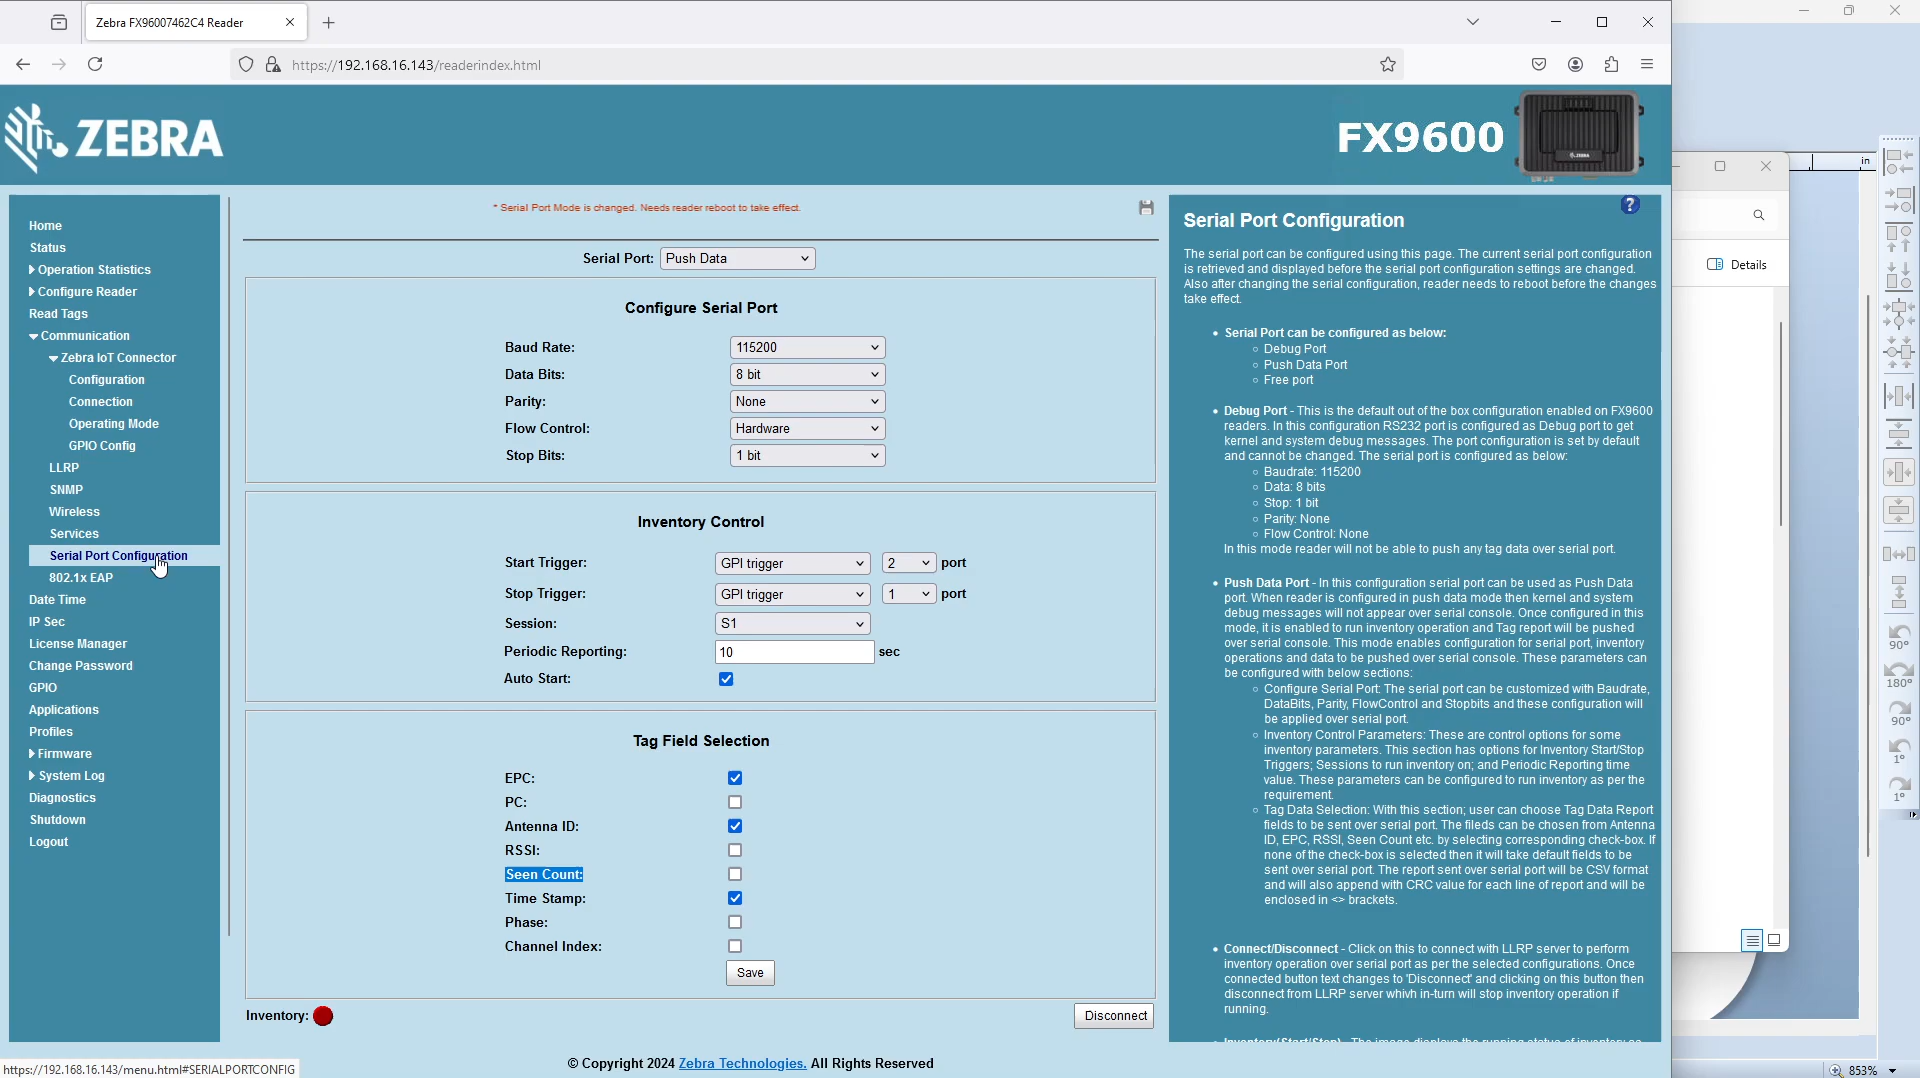 Zebra FX96007462C4 Reader
https://192.168.16.143/readerindex.html
ZEBRA
FX9600
ZEBRA
in
Home
Status
Operation Statistics
Configure Reader
Read Tags
Communication
Zebra IoT Connector
Configuration
Connection
Operating Mode
GPIO Config
LLRP
SNMP
Wireless
Services
Serial Port Configuration
802.1x EAP
Date Time
IP Sec
License Manager
Change Password
GPIO
Applications
Profiles
Firmware
System Log
Diagnostics
Shutdown
Logout
* Serial Port Mode is changed. Needs reader reboot to take effect.
Serial Port: Push Data
Configure Serial Port
Baud Rate: 115200
Data Bits: 8 bit
Parity: None
Flow Control: Hardware
Stop Bits: 1 bit
Inventory Control
Start Trigger: GPI trigger 2 port
Stop Trigger: GPI trigger 1 port
Session: S1
Periodic Reporting: 10 sec
Auto Start:
Tag Field Selection
EPC:
PC:
Antenna ID:
RSSI:
Seen Count:
Time Stamp:
Phase:
Channel Index:
Save
Inventory:
Disconnect
© Copyright 2024 Zebra Technologies. All Rights Reserved
Serial Port Configuration
?
The serial port can be configured using this page. The current serial port configuration
is retrieved and displayed before the serial port configuration settings are changed.
Also after changing the serial configuration, reader needs to reboot before the changes
take effect.
• Serial Port can be configured as below:
Debug Port
Push Data Port
Free port
• Debug Port - This is the default out of the box configuration enabled on FX9600
readers. In this configuration RS232 port is configured as Debug port to get
kernel and system debug messages. The port configuration is set by default
and cannot be changed. The serial port is configured as below:
Baudrate: 115200
Data: 8 bits
Stop: 1 bit
Parity: None
Flow Control: None
In this mode reader will not be able to push any tag data over serial port.
• Push Data Port - In this configuration serial port can be used as Push Data
port. When reader is configured in push data mode then kernel and system
debug messages will not appear over serial console. Once configured in this
mode, it is enabled to run inventory operation and Tag report will be pushed
over serial console. This mode enables configuration for serial port, inventory
operations and data to be pushed over serial console. These parameters can
be configured with below sections:
Configure Serial Port: The serial port can be customized with Baudrate,
DataBits, Parity, FlowControl and Stopbits and these configuration will
be applied over serial port.
Inventory Control Parameters: These are control options for some
inventory parameters. This section has options for Inventory Start/Stop
Triggers; Sessions to run inventory on; and Periodic Reporting time
value. These parameters can be configured to run inventory as per the
requirement.
Tag Data Selection: With this section; user can choose Tag Data Report
fields to be sent over serial port. The fileds can be chosen from Antenna
ID, EPC, RSSI, Seen Count etc. by selecting corresponding check-box. If
none of the check-box is selected then it will take default fields to be
sent over serial port. The report sent over serial port will be CSV format
and will also append with CRC value for each line of report and will be
enclosed in <> brackets.
• Connect/Disconnect - Click on this to connect with LLRP server to perform
inventory operation over serial port as per the selected configurations. Once
connected button text changes to 'Disconnect' and clicking on this button then
disconnect from LLRP server whivh in-turn will stop inventory operation if
running.
Details
90°
180°
90°
1°
1°
853%
https://192.168.16.143/menu.html#SERIALPORTCONFIG